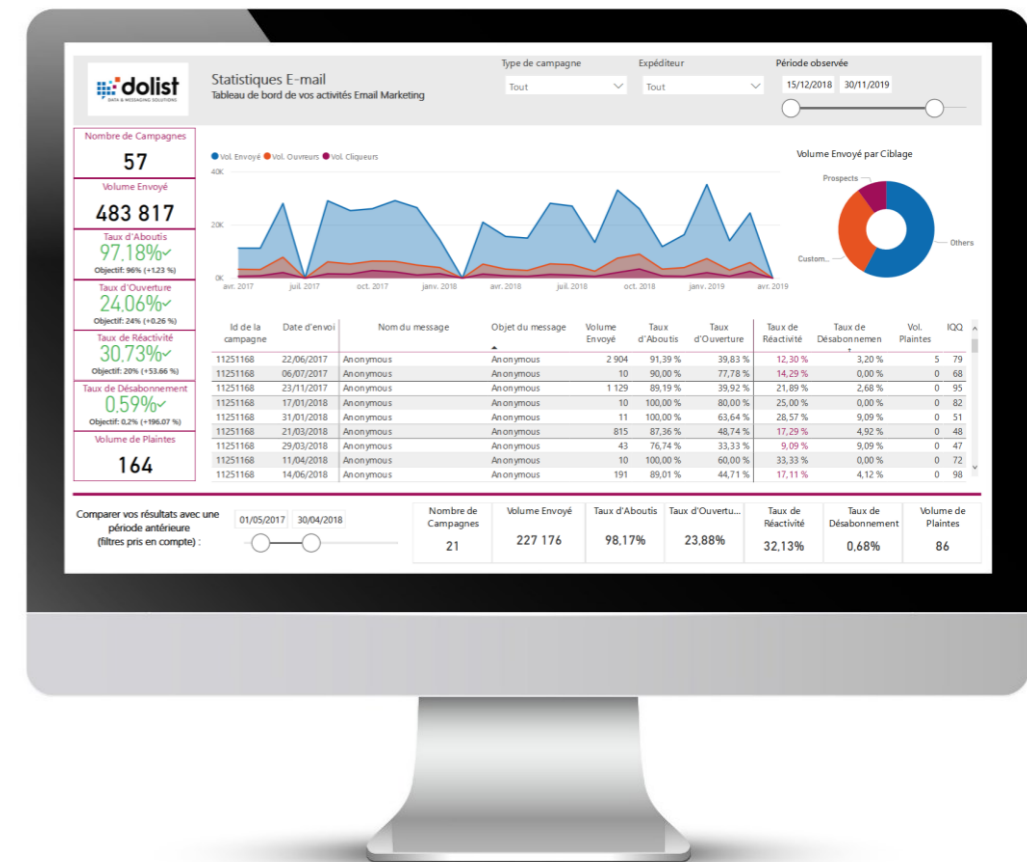 dolist
DATA & MESSAGING SOLUTIONS
Statistiques E-mail
Tableau de bord de vos activités Email Marketing
Type de campagne
Tout
Expéditeur
Tout
Période observée
15/12/2018 30/11/2019
Nombre de Campagnes
57
Volume Envoyé
483 817
Taux d'Aboutis
97.18%
Objectif: 96% (+1.23 %)
Taux d'Ouverture
24.06%
Objectif: 24% (+0.26 %)
Taux de Réactivité
30.73%
Objectif: 20% (+53.66 %)
Taux de Désabonnement
0.59%
Objectif: 0,2% (+196.07 %)
Volume de Plaintes
164
Vol. Envoyé Vol. Ouvreurs Vol. Cliqueurs
40K
20K
0K
avr. 2017 juil. 2017 oct. 2017 janv. 2018 avr. 2018 juil. 2018 oct. 2018 janv. 2019 avr. 2019
Volume Envoyé par Ciblage
Prospects
Custom...
Others
Id de la Date d'envoi Nom du message Objet du message Volume Taux Taux Taux de Taux de Vol. IQQ
campagne Envoyé d'Aboutis d'Ouverture Réactivité Désabonnemen Plaintes
11251168 22/06/2017 Anonymous Anonymous 2 904 91,39 % 39,83 % 12,30 % 3,20 % 5 79
11251168 06/07/2017 Anonymous Anonymous 10 90,00 % 77,78 % 14,29 % 0,00 % 0 68
11251168 23/11/2017 Anonymous Anonymous 1 129 89,19 % 39,92 % 21,89 % 2,68 % 0 95
11251168 17/01/2018 Anonymous Anonymous 10 100,00 % 80,00 % 25,00 % 0,00 % 0 82
11251168 31/01/2018 Anonymous Anonymous 11 100,00 % 63,64 % 28,57 % 9,09 % 0 51
11251168 21/03/2018 Anonymous Anonymous 815 87,36 % 48,74 % 17,29 % 4,92 % 0 48
11251168 29/03/2018 Anonymous Anonymous 43 76,74 % 33,33 % 9,09 % 9,09 % 0 47
11251168 11/04/2018 Anonymous Anonymous 10 100,00 % 60,00 % 33,33 % 0,00 % 0 72
11251168 14/06/2018 Anonymous Anonymous 191 89,01 % 44,71 % 17,11 % 4,12 % 0 98
Comparer vos résultats avec une
période antérieure
(filtres pris en compte) :
01/05/2017 30/04/2018
Nombre de Campagnes
21
Volume Envoyé
227 176
Taux d'Aboutis
98,17%
Taux d'Ouvertu...
23,88%
Taux de Réactivité
32,13%
Taux de Désabonnement
0,68%
Volume de Plaintes
86